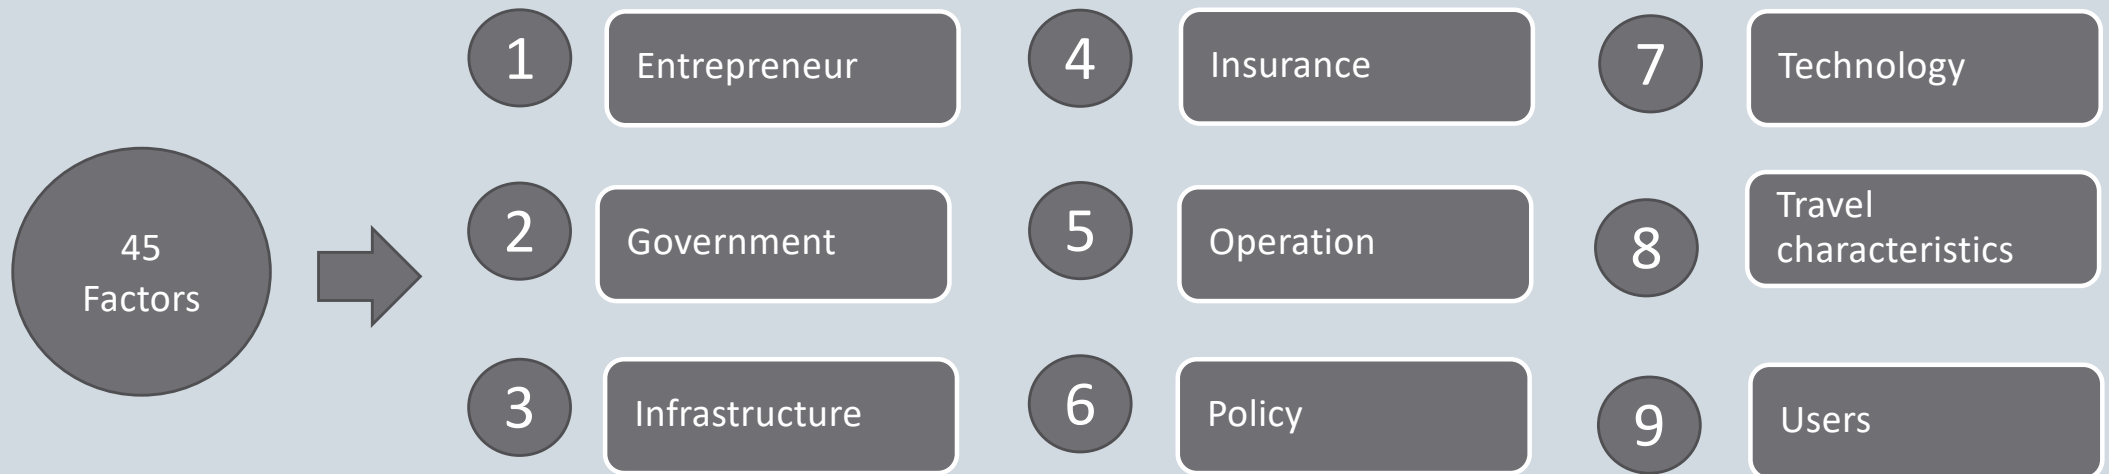 45
Factors
1
Entrepreneur
2
Government
3
Infrastructure
4
Insurance
5
Operation
6
Policy
7
Technology
8
Travel
characteristics
9
Users